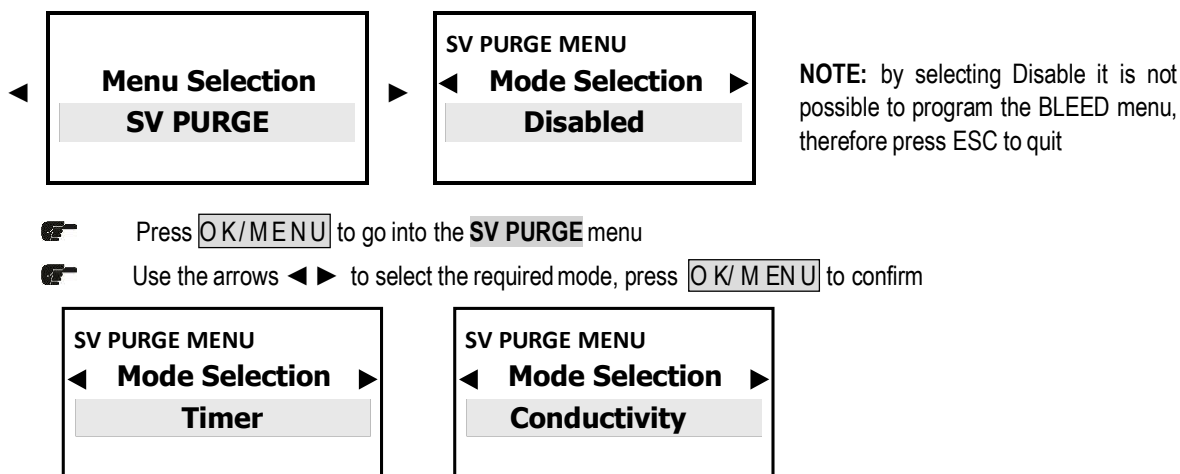 Menu Selection
SV PURGE
SV PURGE MENU
◄ Mode Selection ►
Disabled
NOTE: by selecting Disable it is not
possible to program the BLEED menu,
therefore press ESC to quit
Press OK/MENU to go into the SV PURGE menu
Use the arrows ◄ ► to select the required mode, press OK/MENU to confirm
SV PURGE MENU
◄ Mode Selection ►
Timer
SV PURGE MENU
◄ Mode Selection ►
Conductivity